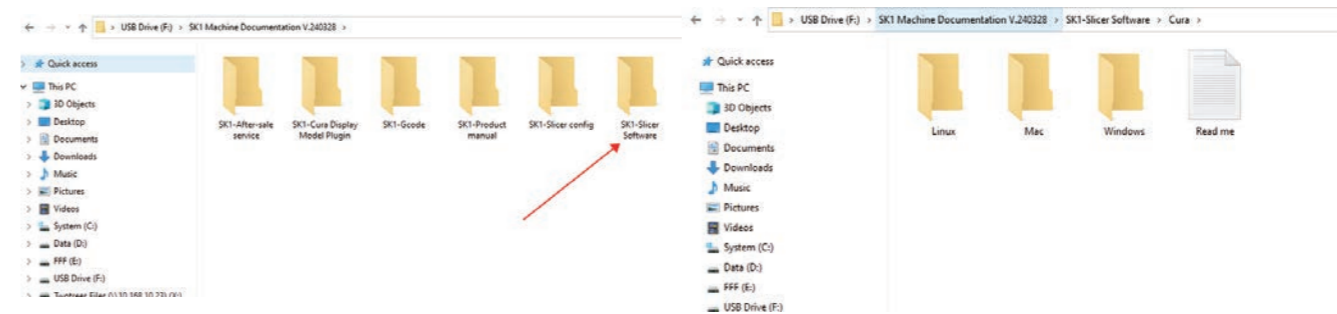 USB Drive (F:) > SK1 Machine Documentation V.240328 >
Quick access
This PC
3D Objects
Desktop
Documents
Downloads
Music
Pictures
Videos
System (C:)
Data (D:)
FFF (E:)
USB Drive (F:)
SK1-After-sale
service
SK1-Cura Display
Model Plugin
SK1-Gcode
SK1-Product
manual
SK1-Slicer config
SK1-Slicer
Software
USB Drive (F:) > SK1 Machine Documentation V.240328 > SK1-Slicer Software > Cura >
Quick access
This PC
3D Objects
Desktop
Documents
Downloads
Music
Pictures
Videos
System (C:)
Data (D:)
FFF (E:)
USB Drive (F:)
Linux
Mac
Windows
Read me